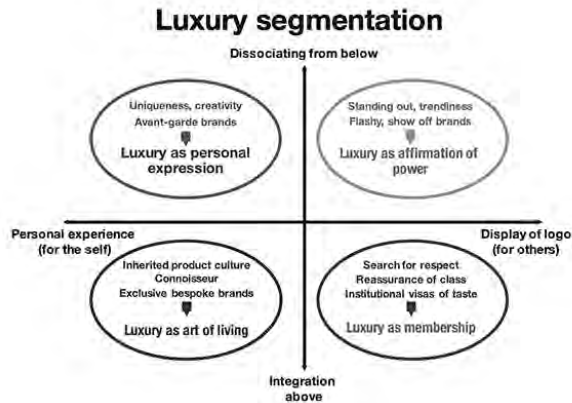 Luxury segmentation
Dissociating from below
Uniqueness, creativity
Avant-garde brands
Luxury as personal
expression
Standing out, trendiness
Flashy, show off brands
Luxury as affirmation of
power
Personal experience
(for the self)
Display of logo
(for others)
Inherited product culture
Connoisseur
Exclusive bespoke brands
Luxury as art of living
Search for respect
Reassurance of class
Institutional visas of taste
Luxury as membership
Integration
above